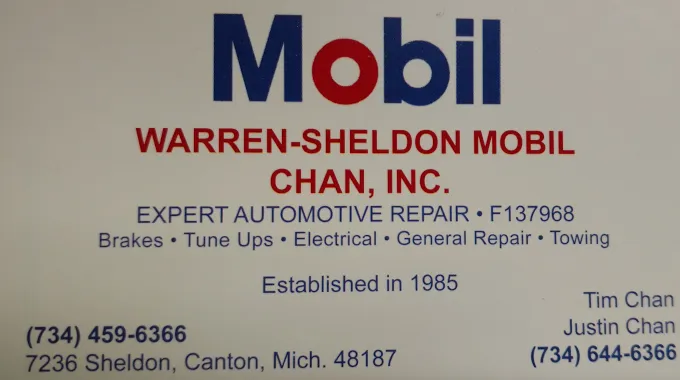 Mobil
WARREN-SHELDON MOBIL
CHAN, INC.
EXPERT AUTOMOTIVE REPAIR • F137968
Brakes • Tune Ups • Electrical • General Repair • Towing
Established in 1985
Tim Chan
Justin Chan
(734) 459-6366
(734) 644-6366
7236 Sheldon, Canton, Mich. 48187